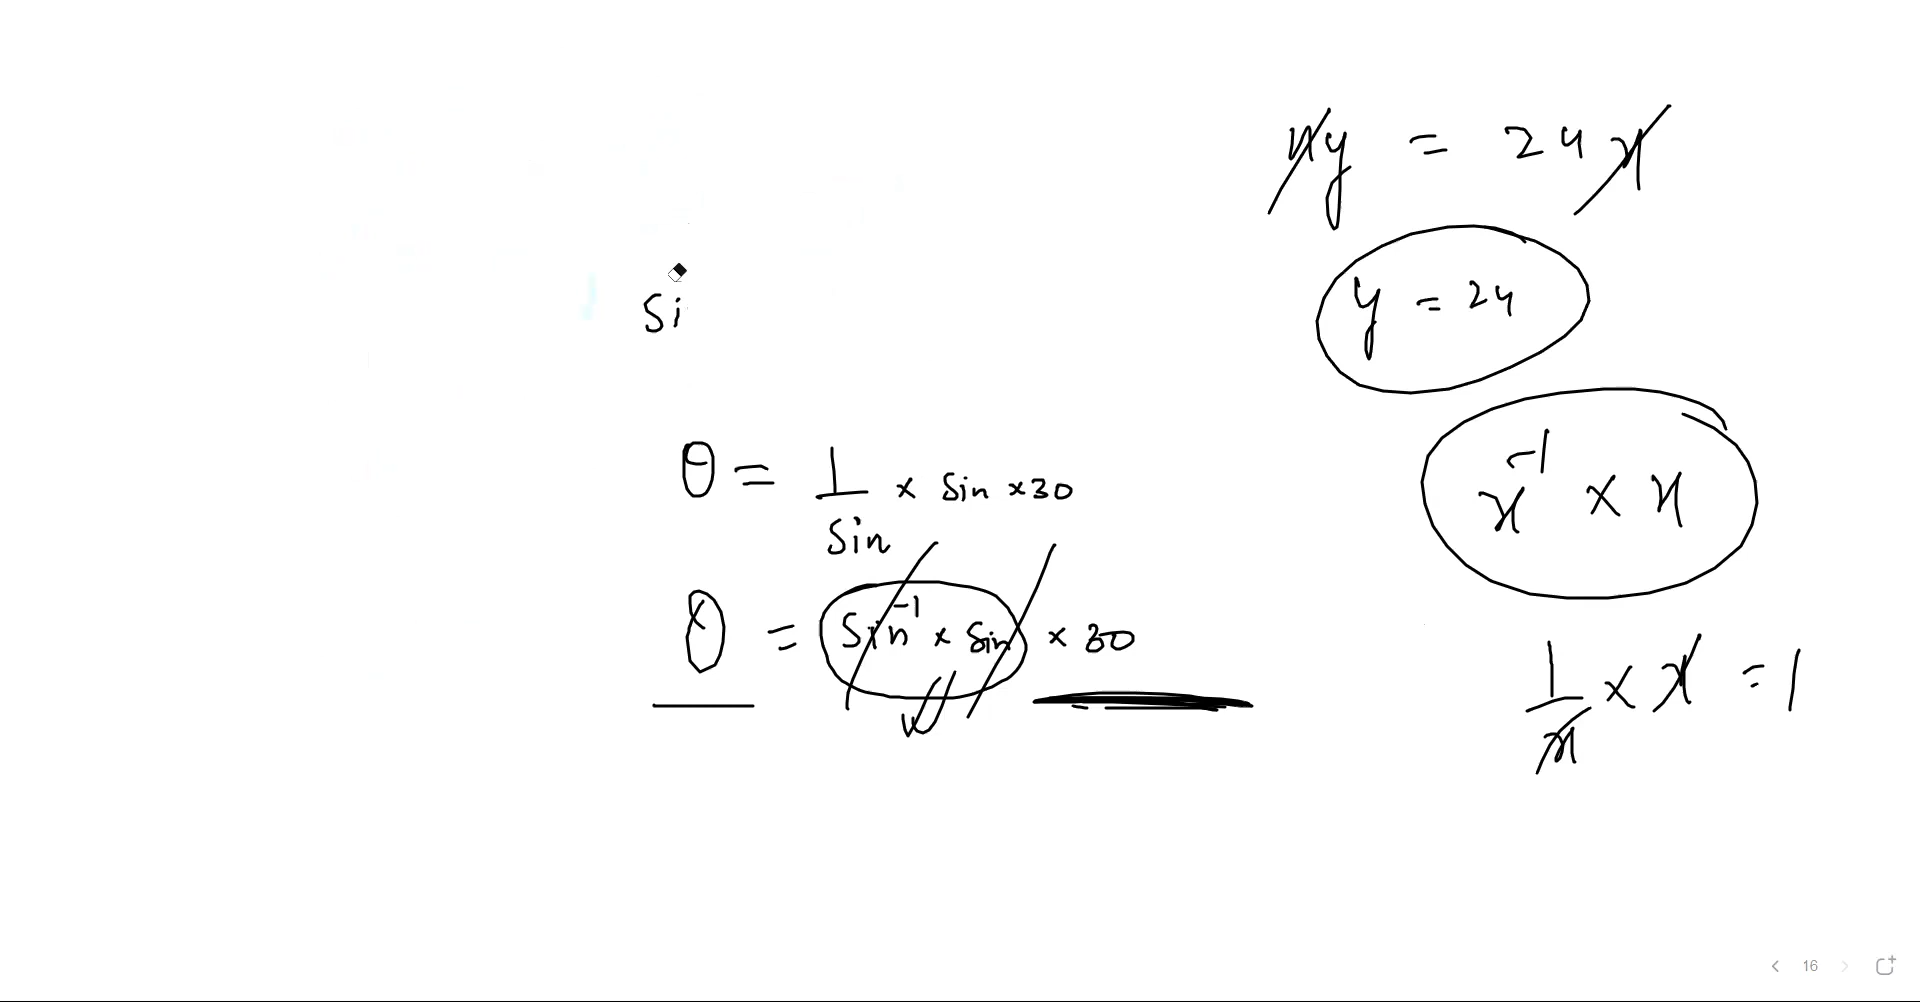 xy = 24x
y = 24
Si
θ = 1/Sin × Sin × 30
x⁻¹ × x
θ = Sin⁻¹ × Sin × 30
1/x × x = 1
16